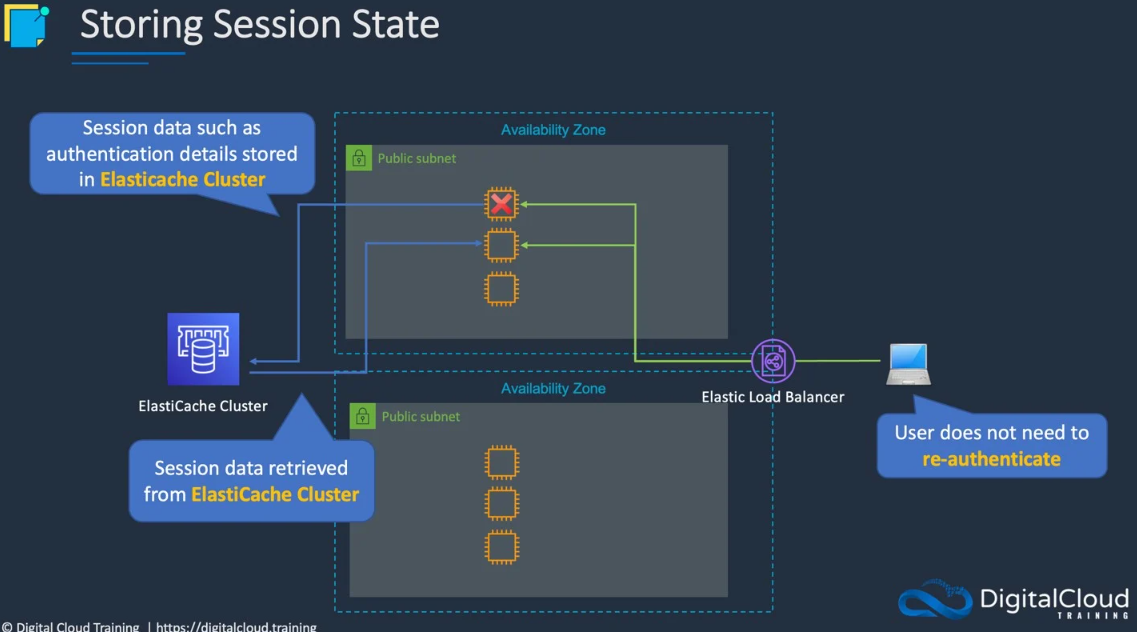 Storing Session State
Session data such as
authentication details stored
in Elasticache Cluster
Availability Zone
Public subnet
ElastiCache Cluster
Availability Zone
Public subnet
Elastic Load Balancer
User does not need to
re-authenticate
Session data retrieved
from ElastiCache Cluster
DigitalCloud
TRAINING
© Digital Cloud Training | https://digitalcloud.training